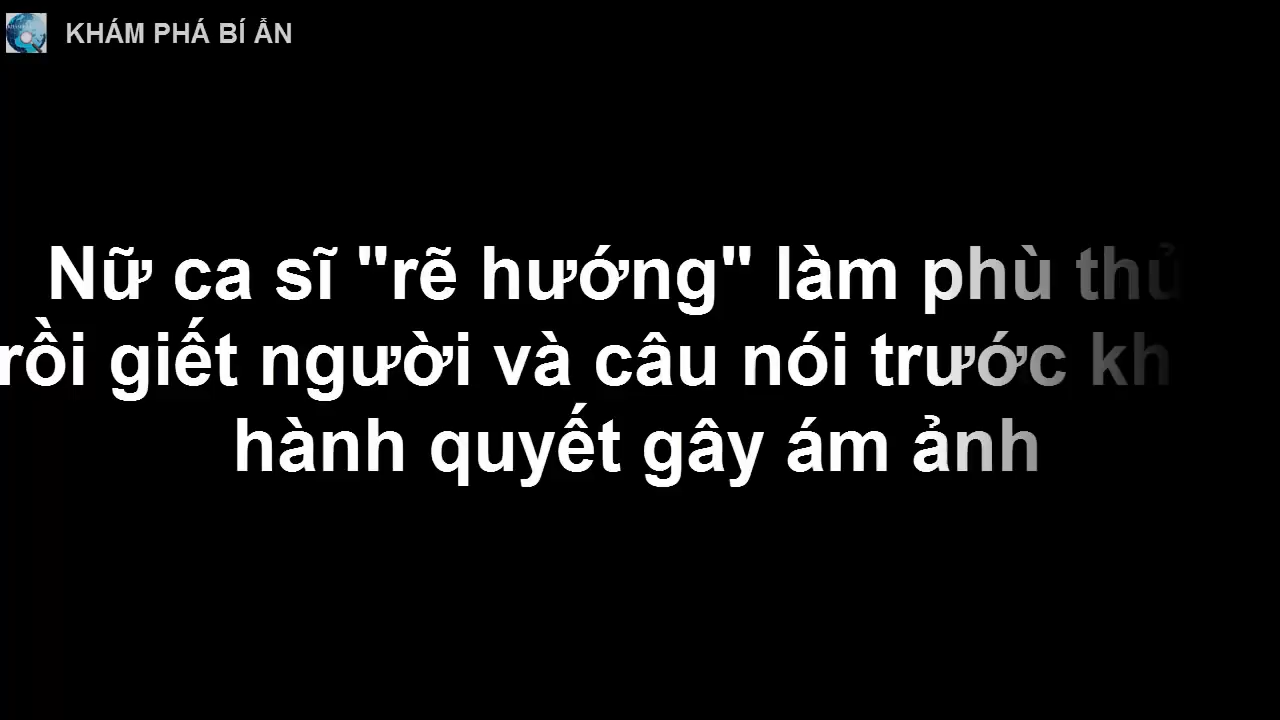 KHÁM PHÁ BÍ ẨN
Nữ ca sĩ "rẽ hướng" làm phù thủ
rồi giết người và câu nói trước kh
hành quyết gây ám ảnh